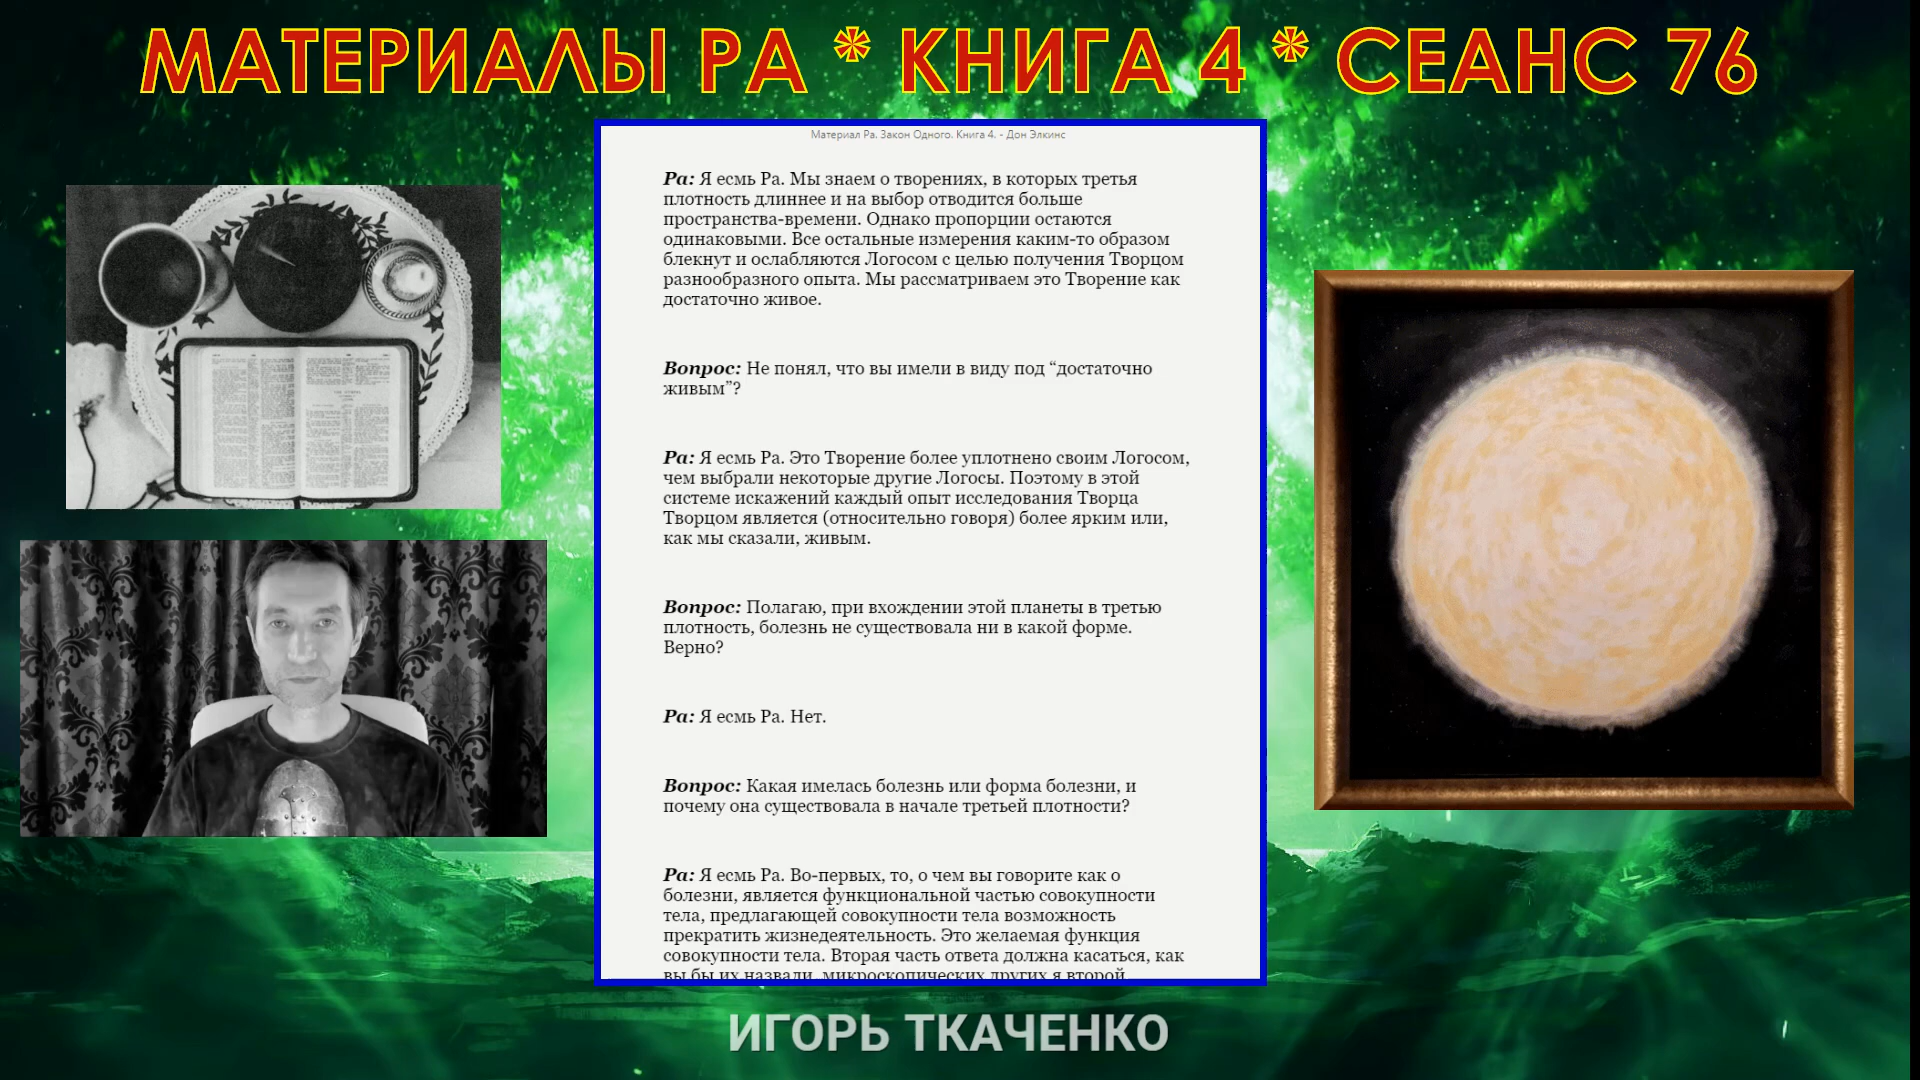 МАТЕРИАЛЫ РА * КНИГА 4 * СЕАНС 76
Материал Ра. Закон Одного. Книга 4. - Дон Элкинс
Ра: Я есмь Ра. Мы знаем о творениях, в которых третья
плотность длиннее и на выбор отводится больше
пространства-времени. Однако пропорции остаются
одинаковыми. Все остальные измерения каким-то образом
блекнут и ослабляются Логосом с целью получения Творцом
разнообразного опыта. Мы рассматриваем это Творение как
достаточно живое.
Вопрос: Не понял, что вы имели в виду под “достаточно
живым”?
Ра: Я есмь Ра. Это Творение более уплотнено своим Логосом,
чем выбрали некоторые другие Логосы. Поэтому в этой
системе искажений каждый опыт исследования Творца
Творцом является (относительно говоря) более ярким или,
как мы сказали, живым.
Вопрос: Полагаю, при вхождении этой планеты в третью
плотность, болезнь не существовала ни в какой форме.
Верно?
Ра: Я есмь Ра. Нет.
Вопрос: Какая имелась болезнь или форма болезни, и
почему она существовала в начале третьей плотности?
Ра: Я есмь Ра. Во-первых, то, о чем вы говорите как о
болезни, является функциональной частью совокупности
тела, предлагающей совокупности тела возможность
прекратить жизнедеятельность. Это желаемая функция
совокупности тела. Вторая часть ответа должна касаться, как
вы бы их назвали, микроскопических других я второй
ИГОРЬ ТКАЧЕНКО